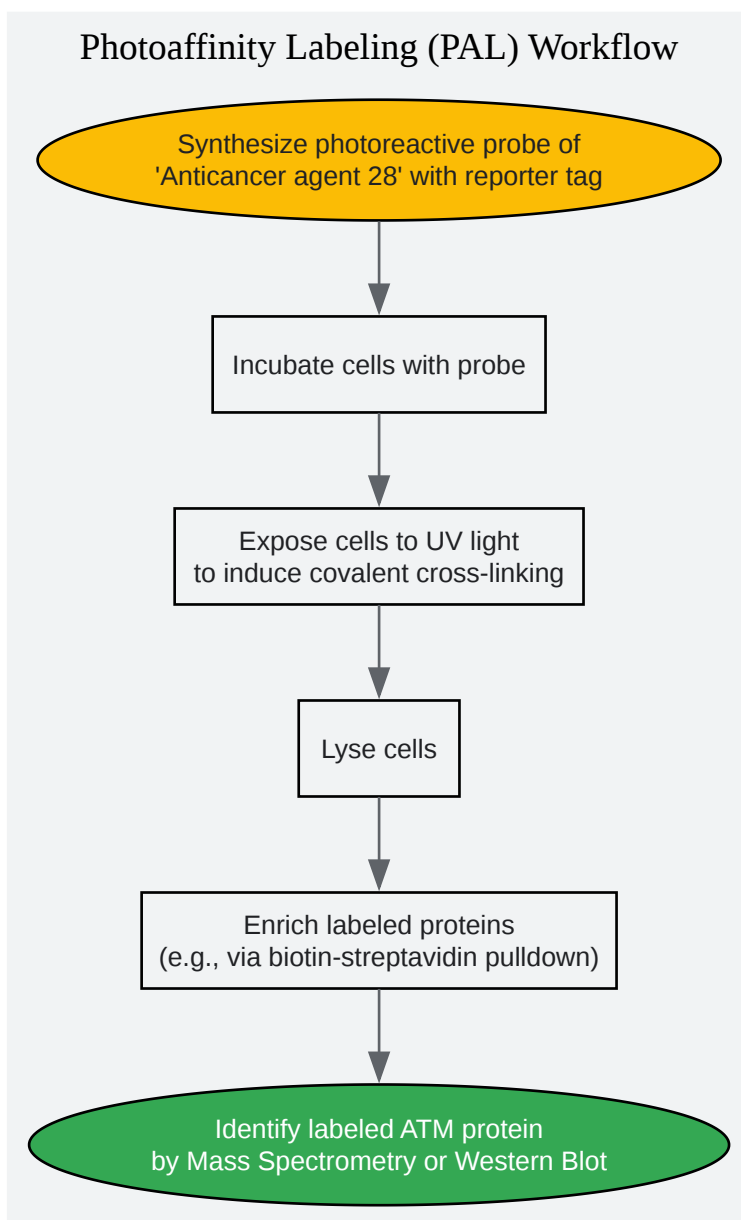 Photoaffinity Labeling (PAL) Workflow
Synthesize photoreactive probe of
'Anticancer agent 28' with reporter tag
Incubate cells with probe
Expose cells to UV light
to induce covalent cross-linking
Lyse cells
Enrich labeled proteins
(e.g., via biotin-streptavidin pulldown)
Identify labeled ATM protein
by Mass Spectrometry or Western Blot